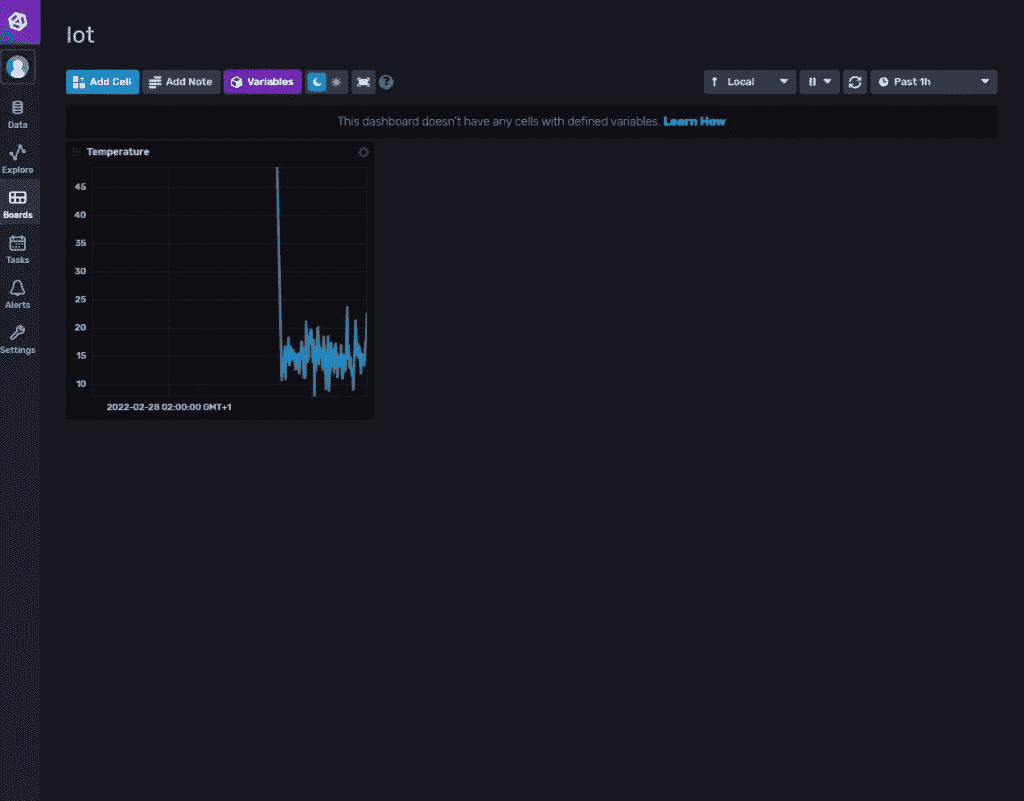 Iot
Add Cell Add Note Variables ? Local Past 1h
This dashboard doesn't have any cells with defined variables. Learn How
Temperature
45
40
35
30
25
20
15
10
2022-02-28 02:00:00 GMT+1
Data
Explore
Boards
Tasks
Alerts
Settings